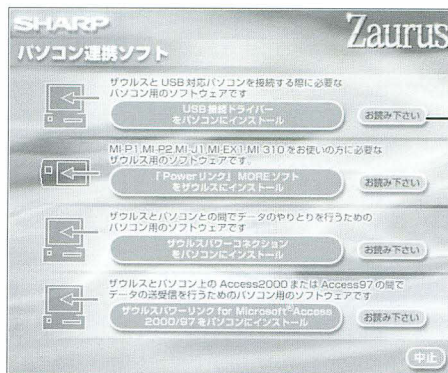 SHARP
Zaurus
パソコン連携ソフト
ザウルスと USB 対応パソコンを接続する際に必要な
パソコン用のソフトウェアです
USB 接続ドライバー
をパソコンにインストール
お読み下さい
MI-P1,MI-P2,MI-J1,MI-EX1,MI-310 をお使いの方に必要な
ザウルス用のソフトウェアです。
『Powerリンク』MOREソフト
をザウルスにインストール
お読み下さい
ザウルスとパソコンとの間でデータのやりとりを行うための
パソコン用のソフトウェアです
ザウルスパワーコネクション
をパソコンにインストール
お読み下さい
ザウルスとパソコン上の Access2000 または Access97 の間で
データの送受信を行うためのパソコン用のソフトウェアです
ザウルスパワーリンク for Microsoft®Access
2000/97 をパソコンにインストール
お読み下さい
中止